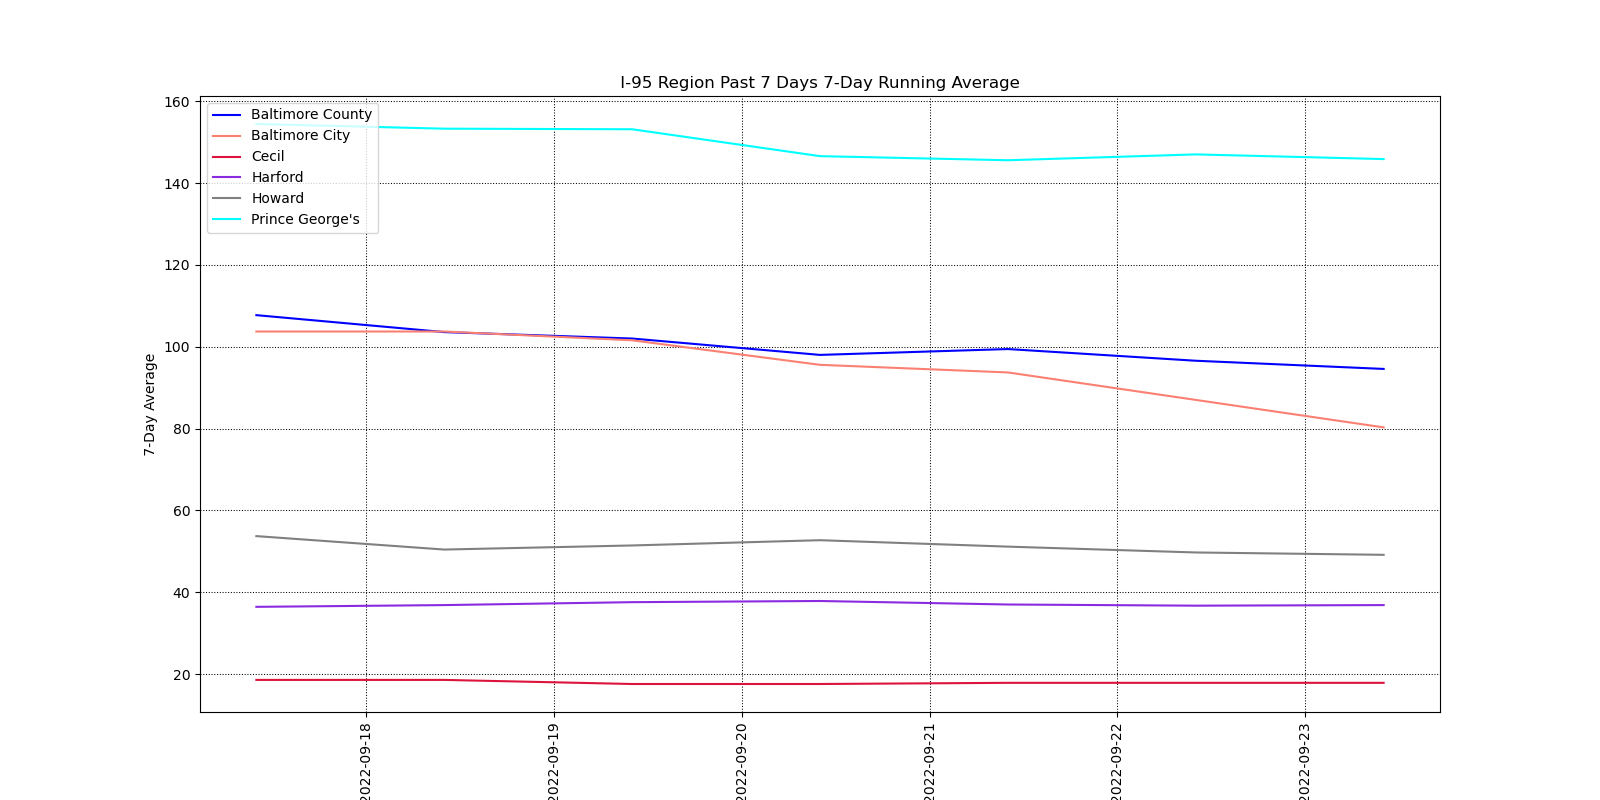 I-95 Region Past 7 Days 7-Day Running Average
7-Day Average
160
140
120
100
80
60
40
20
Baltimore County
Baltimore City
Cecil
Harford
Howard
Prince George's
2022-09-18
2022-09-19
2022-09-20
2022-09-21
2022-09-22
2022-09-23